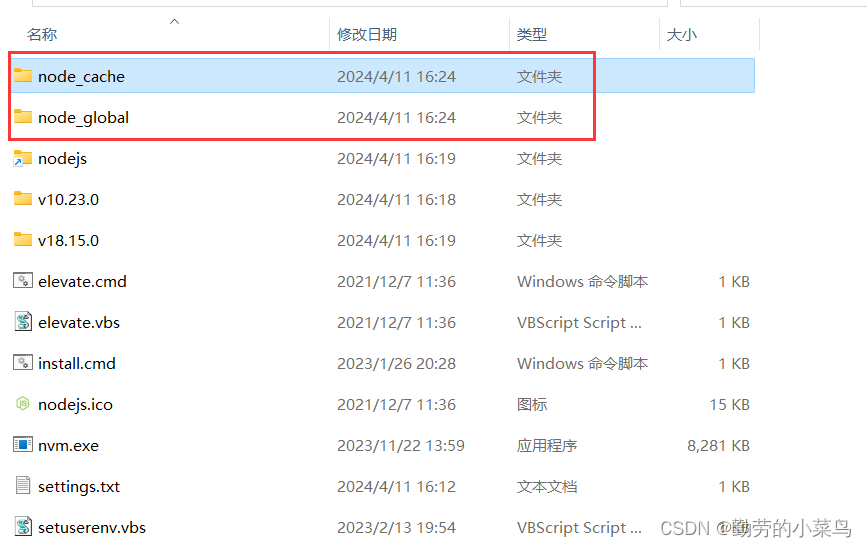 名称 修改日期 类型 大小
node_cache 2024/4/11 16:24 文件夹
node_global 2024/4/11 16:24 文件夹
nodejs 2024/4/11 16:19 文件夹
v10.23.0 2024/4/11 16:18 文件夹
v18.15.0 2024/4/11 16:19 文件夹
elevate.cmd 2021/12/7 11:36 Windows 命令脚本 1 KB
elevate.vbs 2021/12/7 11:36 VBScript Script ... 1 KB
install.cmd 2023/1/26 20:28 Windows 命令脚本 1 KB
nodejs.ico 2021/12/7 11:36 图标 15 KB
nvm.exe 2023/11/22 13:59 应用程序 8,281 KB
settings.txt 2024/4/11 16:12 文本文档 1 KB
setuserenv.vbs 2023/2/13 19:54 VBScript Script ... KB
CSDN @勤劳的小菜鸟